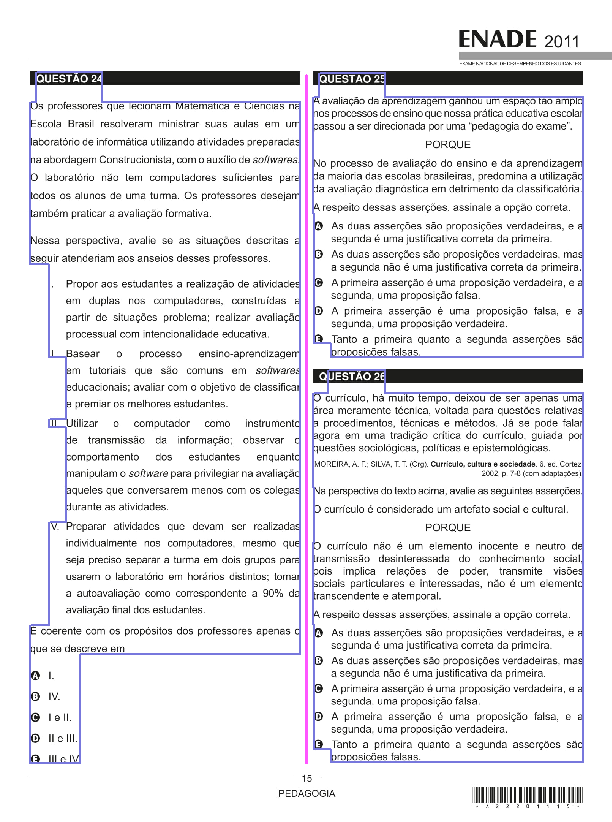 ENADE 2011
EXAME NACIONAL DE DESEMPENHO DOS ESTUDANTES
QUESTÃO 24
Os professores que lecionam Matemática e Ciências na
Escola Brasil resolveram ministrar suas aulas em um
laboratório de informática utilizando atividades preparadas
na abordagem Construcionista, com o auxílio de softwares.
O laboratório não tem computadores suficientes para
todos os alunos de uma turma. Os professores desejam
também praticar a avaliação formativa.
Nessa perspectiva, avalie se as situações descritas a
seguir atenderiam aos anseios desses professores.
I. Propor aos estudantes a realização de atividades
em duplas nos computadores, construídas a
partir de situações problema; realizar avaliação
processual com intencionalidade educativa.
II. Basear o processo ensino-aprendizagem
em tutoriais que são comuns em softwares
educacionais; avaliar com o objetivo de classificar
e premiar os melhores estudantes.
III. Utilizar o computador como instrumento
de transmissão da informação; observar o
comportamento dos estudantes enquanto
manipulam o software para privilegiar na avaliação
aqueles que conversarem menos com os colegas
durante as atividades.
IV. Preparar atividades que devam ser realizadas
individualmente nos computadores, mesmo que
seja preciso separar a turma em dois grupos para
usarem o laboratório em horários distintos; tornar
a autoavaliação como correspondente a 90% da
avaliação final dos estudantes.
É coerente com os propósitos dos professores apenas o
que se descreve em
A I.
B IV.
C I e II.
D II e III.
E III e IV.
QUESTÃO 25
A avaliação da aprendizagem ganhou um espaço tão amplo
nos processos de ensino que nossa prática educativa escolar
passou a ser direcionada por uma “pedagogia do exame”.
PORQUE
No processo de avaliação do ensino e da aprendizagem
da maioria das escolas brasileiras, predomina a utilização
da avaliação diagnóstica em detrimento da classificatória.
A respeito dessas asserções, assinale a opção correta.
A As duas asserções são proposições verdadeiras, e a
segunda é uma justificativa correta da primeira.
B As duas asserções são proposições verdadeiras, mas
a segunda não é uma justificativa correta da primeira.
C A primeira asserção é uma proposição verdadeira, e a
segunda, uma proposição falsa.
D A primeira asserção é uma proposição falsa, e a
segunda, uma proposição verdadeira.
E Tanto a primeira quanto a segunda asserções são
proposições falsas.
QUESTÃO 26
O currículo, há muito tempo, deixou de ser apenas uma
área meramente técnica, voltada para questões relativas
a procedimentos, técnicas e métodos. Já se pode falar
agora em uma tradição crítica do currículo, guiada por
questões sociológicas, políticas e epistemológicas.
MOREIRA, A. F.; SILVA, T. T. (Org). Currículo, cultura e sociedade. 6. ed. Cortez
2002. p. 7-8 (com adaptações)
Na perspectiva do texto acima, avalie as seguintes asserções.
O currículo é considerado um artefato social e cultural.
PORQUE
O currículo não é um elemento inocente e neutro de
transmissão desinteressada do conhecimento social,
pois implica relações de poder, transmite visões
sociais particulares e interessadas, não é um elemento
transcendente e atemporal.
A respeito dessas asserções, assinale a opção correta.
A As duas asserções são proposições verdadeiras, e a
segunda é uma justificativa correta da primeira.
B As duas asserções são proposições verdadeiras, mas
a segunda não é uma justificativa da primeira.
C A primeira asserção é uma proposição verdadeira, e a
segunda, uma proposição falsa.
D A primeira asserção é uma proposição falsa, e a
segunda, uma proposição verdadeira.
E Tanto a primeira quanto a segunda asserções são
proposições falsas.
15
PEDAGOGIA